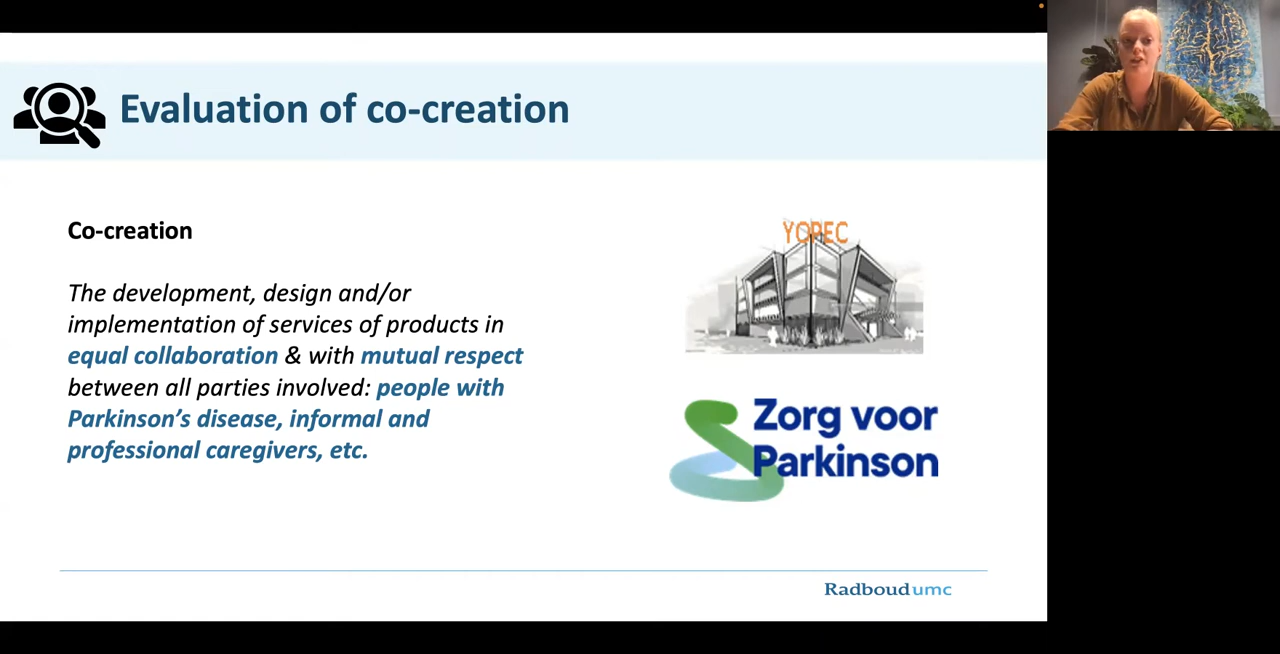 Evaluation of co-creation
Co-creation
The development, design and/or
implementation of services of products in
equal collaboration & with mutual respect
between all parties involved: people with
Parkinson's disease, informal and
professional caregivers, etc.
YOPEC
Zorg voor
Parkinson
Radboudumc